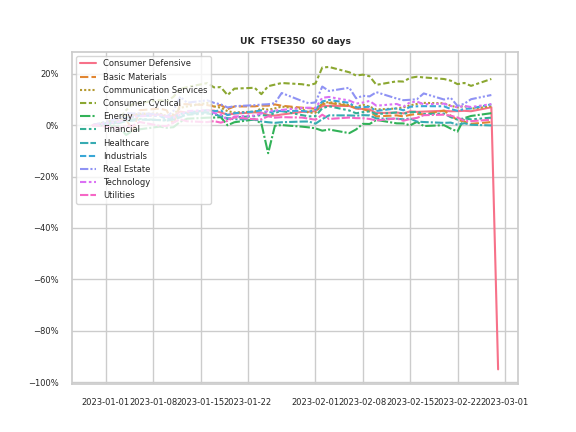 UK FTSE350 60 days
Consumer Defensive
Basic Materials
Communication Services
Consumer Cyclical
Energy
Financial
Healthcare
Industrials
Real Estate
Technology
Utilities
20%
0%
−20%
−40%
−60%
−80%
−100%
2023-01-01 2023-01-08 2023-01-15 2023-01-22 2023-02-01 2023-02-08 2023-02-15 2023-02-22 2023-03-01